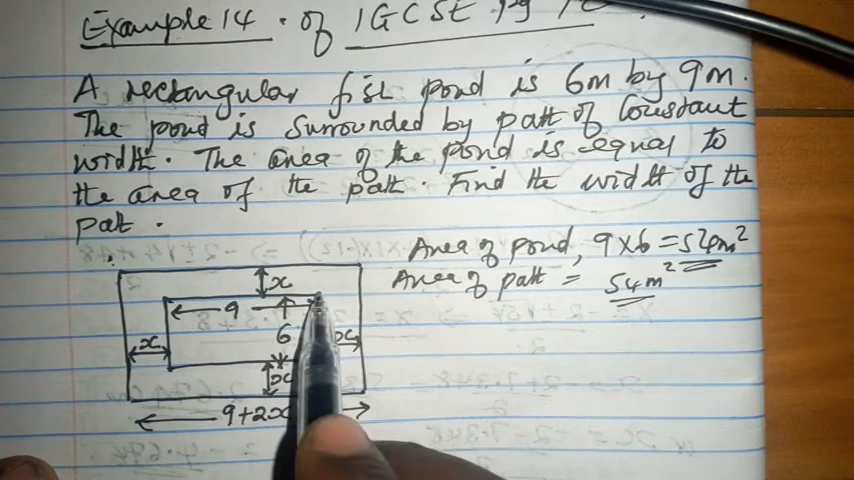 Example 14. of IGCSE Pg
A rectangular fish pond is 6m by 9m.
The pond is surrounded by path of constant
width. The area of the pond is equal to
the area of the path. Find the width of the
path.
Area of pond, 9 x 6 = 54m²
Area of path = 54m²
x
9
6
x
x
x
9+2x